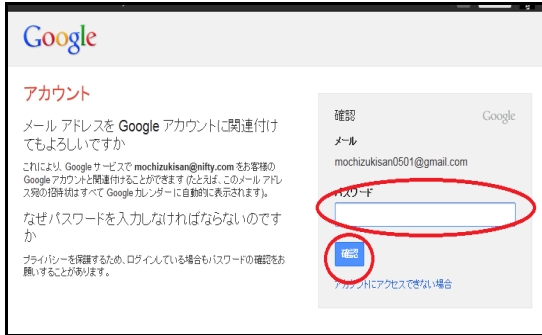 Google
アカウント
メール アドレスを Google アカウントに関連付け
てもよろしいですか
これにより、Google サービスで mochizukisan@nifty.com をお客様の
Google アカウントと関連付けることができます (たとえば、このメール アドレ
ス宛の招待状はすべて Google カレンダーに自動的に表示されます)。
なぜパスワードを入力しなければならないのです
か
プライバシーを保護するため、ログインしている場合もパスワードの確認をお
願いすることがあります。
確認 Google
メール
mochizukisan0501@gmail.com
パスワード
確認
アカウントにアクセスできない場合